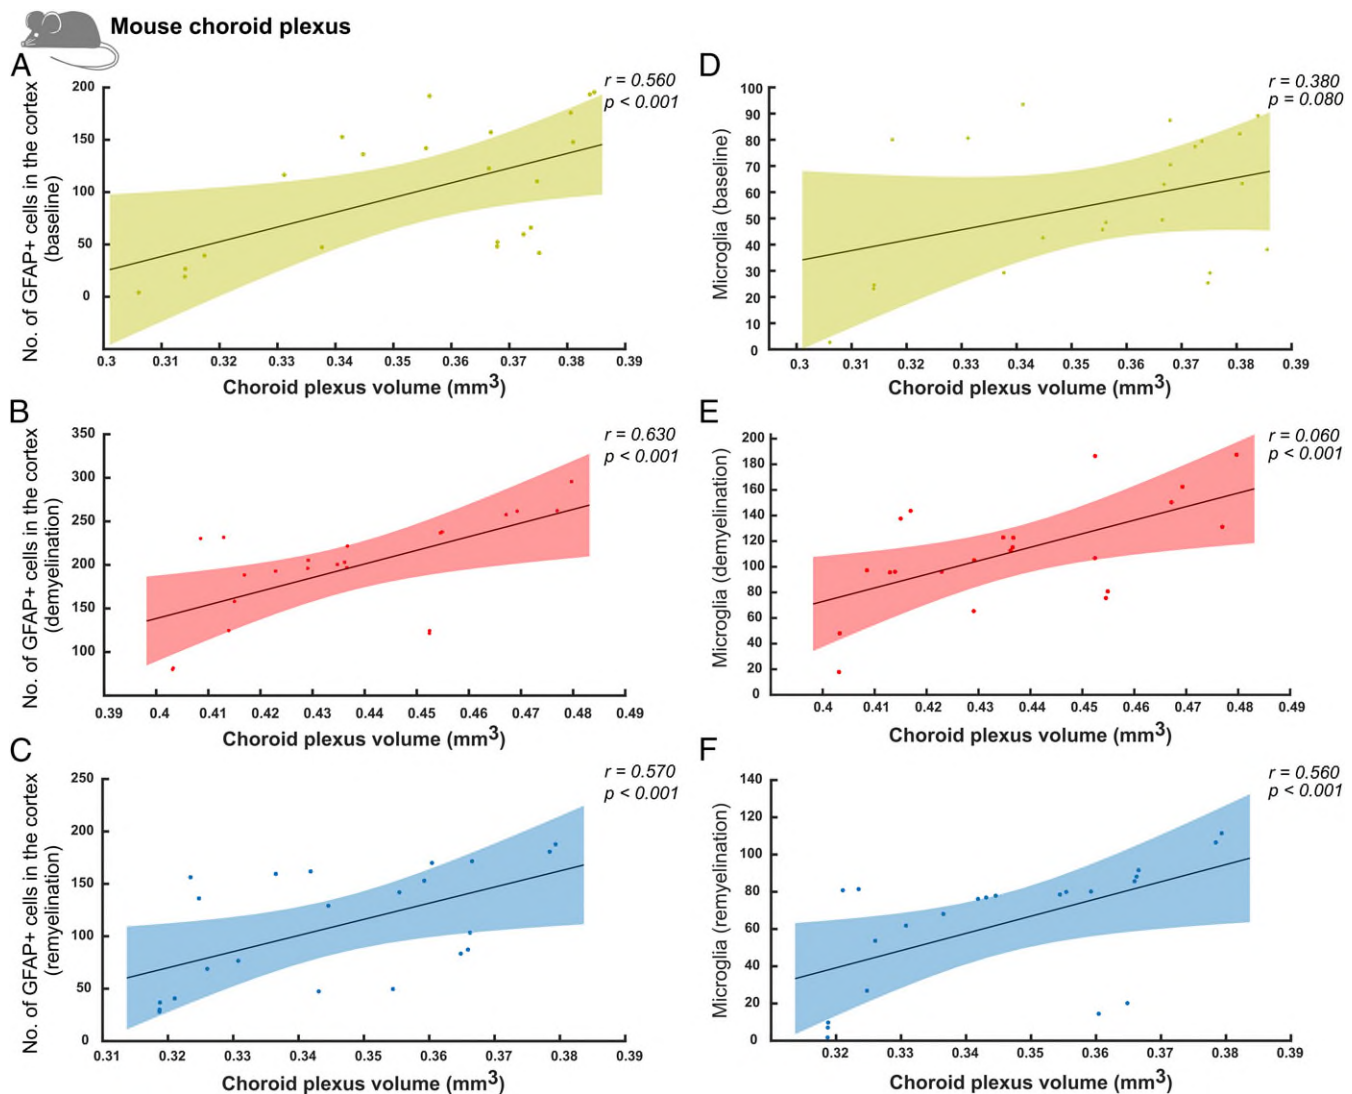 Mouse choroid plexus
A
r = 0.560
p < 0.001
No. of GFAP+ cells in the cortex
(baseline)
200
150
100
50
0
0.3 0.31 0.32 0.33 0.34 0.35 0.36 0.37 0.38 0.39
Choroid plexus volume (mm3)
D
r = 0.380
p = 0.080
Microglia (baseline)
100
90
80
70
60
50
40
30
20
10
0
0.3 0.31 0.32 0.33 0.34 0.35 0.36 0.37 0.38 0.39
Choroid plexus volume (mm3)
B
r = 0.630
p < 0.001
No. of GFAP+ cells in the cortex
(demyelination)
350
300
250
200
150
100
0.39 0.4 0.41 0.42 0.43 0.44 0.45 0.46 0.47 0.48 0.49
Choroid plexus volume (mm3)
E
r = 0.060
p < 0.001
Microglia (demyelination)
200
180
160
140
120
100
80
60
40
20
0
0.4 0.41 0.42 0.43 0.44 0.45 0.46 0.47 0.48 0.49
Choroid plexus volume (mm3)
C
r = 0.570
p < 0.001
No. of GFAP+ cells in the cortex
(remyelination)
250
200
150
100
50
0
0.31 0.32 0.33 0.34 0.35 0.36 0.37 0.38 0.39
Choroid plexus volume (mm3)
F
r = 0.560
p < 0.001
Microglia (remyelination)
140
120
100
80
60
40
20
0
0.32 0.33 0.34 0.35 0.36 0.37 0.38 0.39
Choroid plexus volume (mm3)